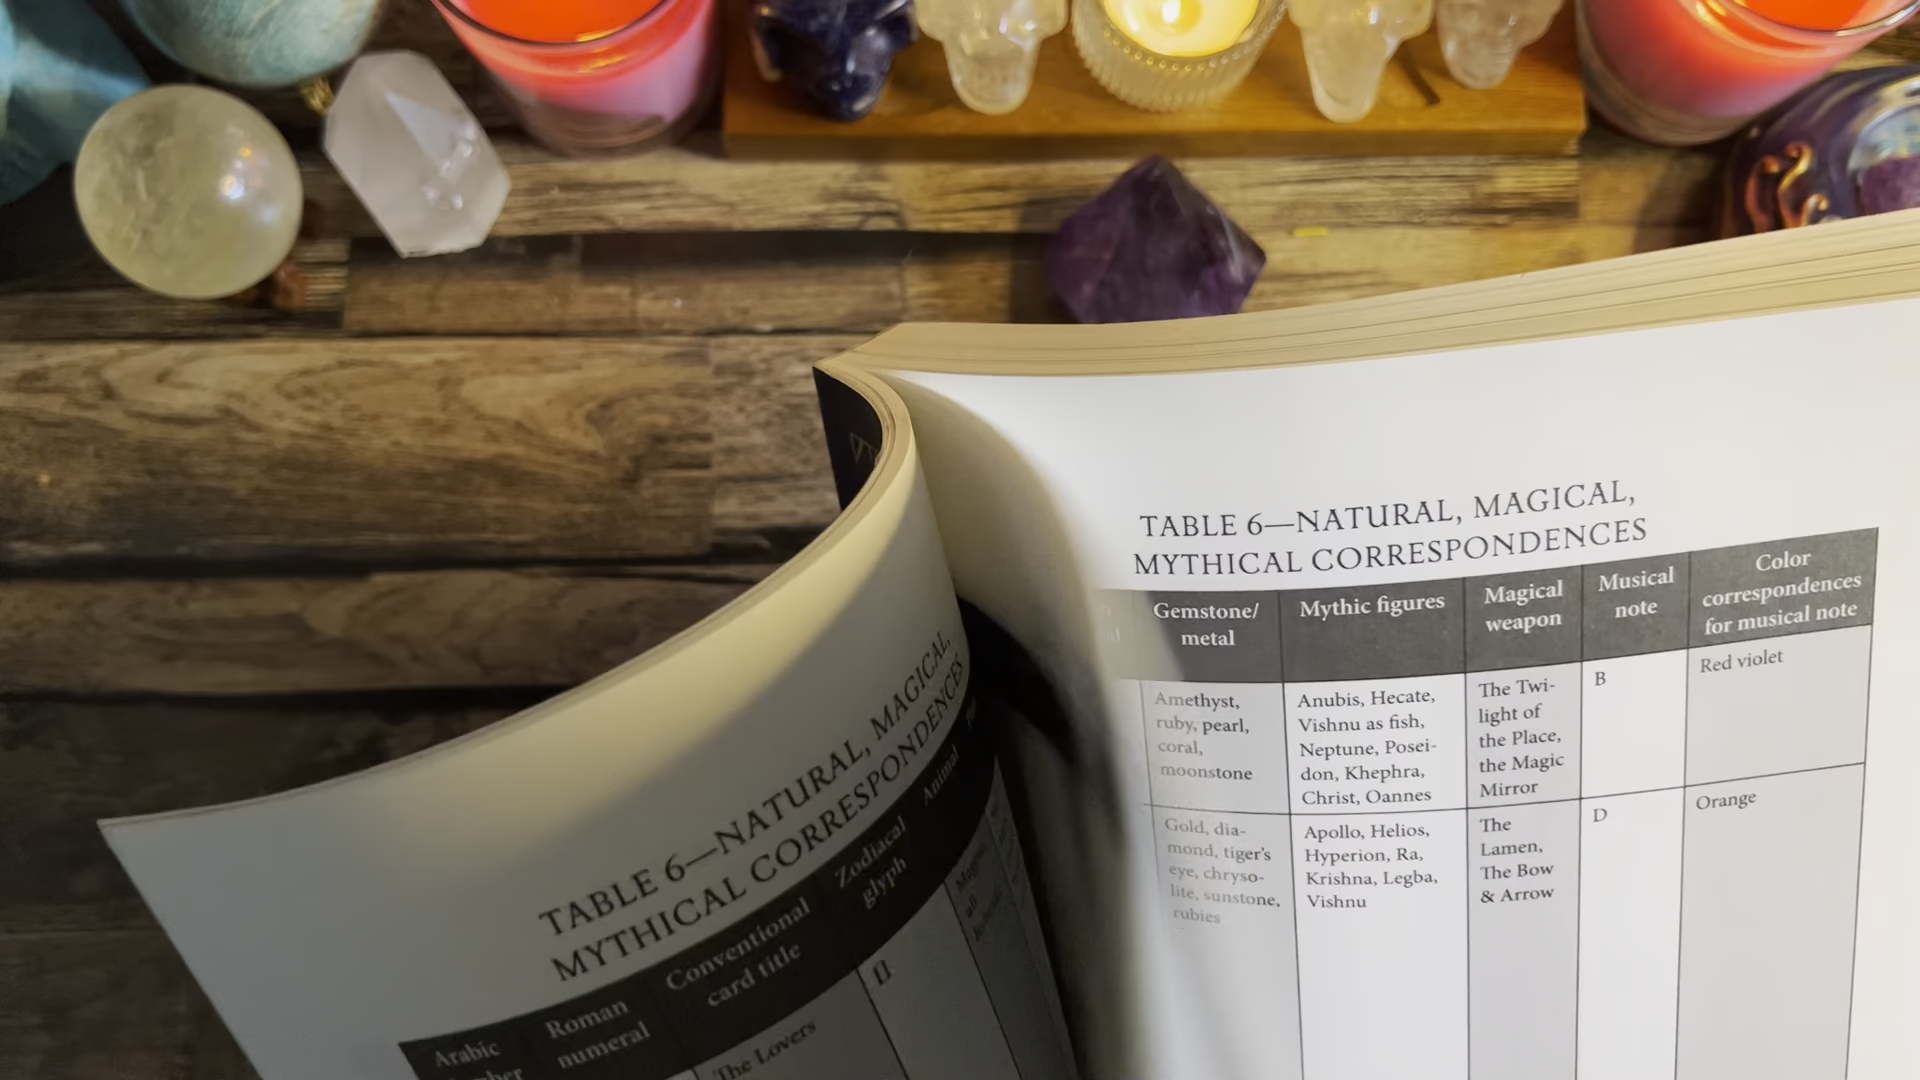 TABLE 6—NATURAL, MAGICAL,
MYTHICAL CORRESPONDENCES
Arabic
Roman
numeral
Conventional
card title
Zodiacal
glyph
Animal
The Lovers
TABLE 6—NATURAL, MAGICAL,
MYTHICAL CORRESPONDENCES
Gemstone/
metal
Mythic figures
Magical
weapon
Musical
note
Color
correspondences
for musical note
Amethyst,
ruby, pearl,
coral,
moonstone
Anubis, Hecate,
Vishnu as fish,
Neptune, Posei-
don, Khephra,
Christ, Oannes
The Twi-
light of
the Place,
the Magic
Mirror
B
Red violet
Gold, dia-
mond, tiger's
eye, chryso-
lite, sunstone,
rubies
Apollo, Helios,
Hyperion, Ra,
Krishna, Legba,
Vishnu
The
Lamen,
The Bow
& Arrow
D
Orange